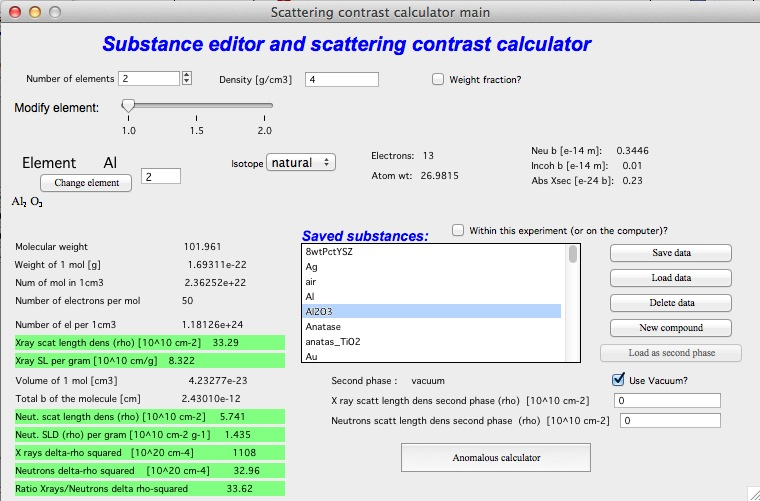 Scattering contrast calculator main
Substance editor and scattering contrast calculator
Number of elements 2 Density [g/cm3] 4 Weight fraction?
Modify element:
1.0 1.5 2.0
Element Al Isotope natural Electrons: 13 Neu b [e-14 m]: 0.3446
Incoh b [e-14 m]: 0.01
Change element 2 Atom wt: 26.9815 Abs Xsec [e-24 b]: 0.23
Al₂ O₃
Saved substances: Within this experiment (or on the computer)?
Molecular weight 101.961
Weight of 1 mol [g] 1.69311e-22
Num of mol in 1cm3 2.36252e+22
Number of electrons per mol 50
Number of el per 1cm3 1.18126e+24
Xray scat length dens (rho) [10^10 cm-2] 33.29
Xray SL per gram [10^10 cm/g] 8.322
Volume of 1 mol [cm3] 4.23277e-23
Total b of the molecule [cm] 2.43010e-12
Neut. scat length dens (rho) [10^10 cm-2] 5.741
Neut. SLD (rho) per gram [10^10 cm-2 g-1] 1.435
X rays delta-rho squared [10^20 cm-4] 1108
Neutrons delta-rho squared [10^20 cm-4] 32.96
Ratio Xrays/Neutrons delta rho-squared 33.62
8wtPctYSZ
Ag
air
Al
Al2O3
Anatase
anatas_TiO2
Au
Save data
Load data
Delete data
New compound
Load as second phase
Second phase : vacuum Use Vacuum?
X ray scatt length dens second phase (rho) [10^10 cm-2] 0
Neutrons scatt length dens second phase (rho) [10^10 cm-2] 0
Anomalous calculator